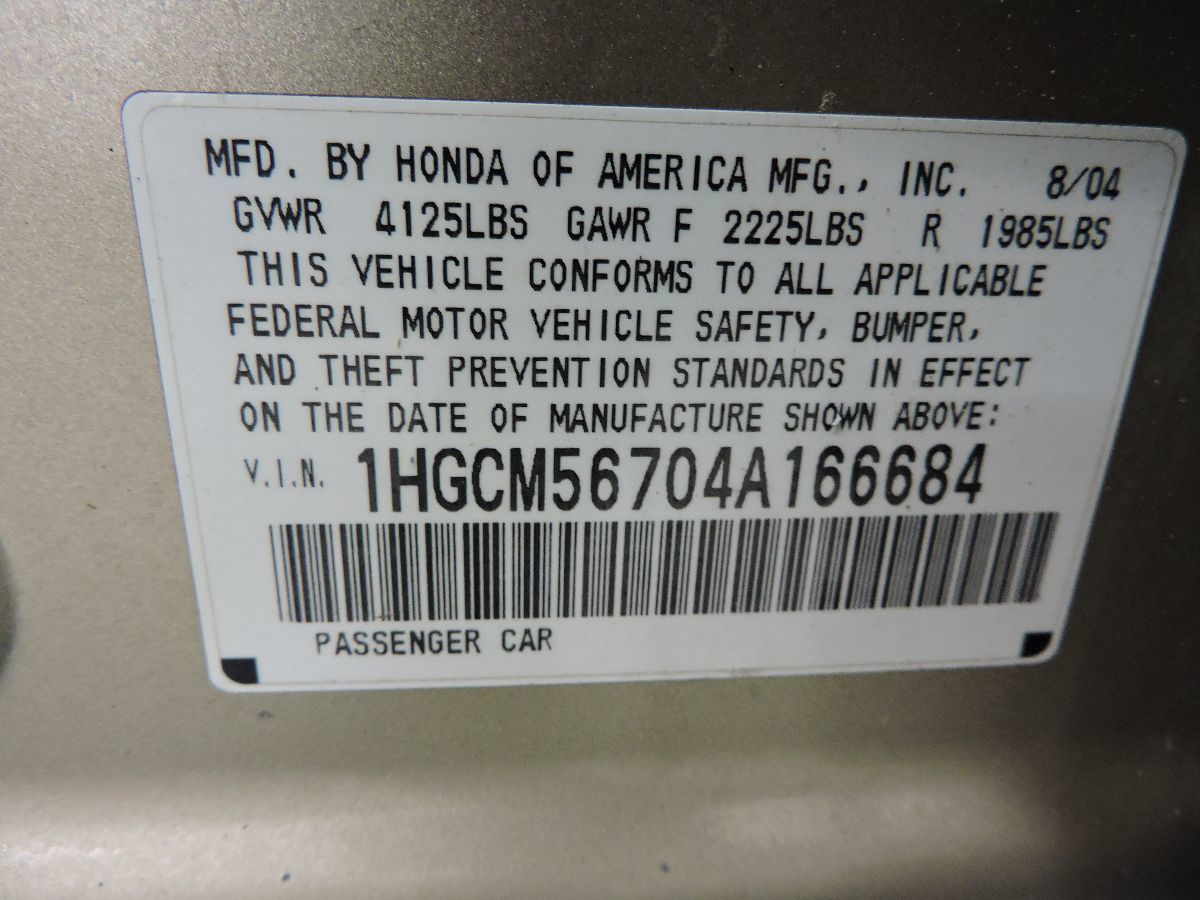 MFD. BY HONDA OF AMERICA MFG., INC. 8/04
GVWR 4125LBS GAWR F 2225LBS R 1985LBS
THIS VEHICLE CONFORMS TO ALL APPLICABLE
FEDERAL MOTOR VEHICLE SAFETY, BUMPER,
AND THEFT PREVENTION STANDARDS IN EFFECT
ON THE DATE OF MANUFACTURE SHOWN ABOVE:
V.I.N. 1HGCM56704A166684
PASSENGER CAR